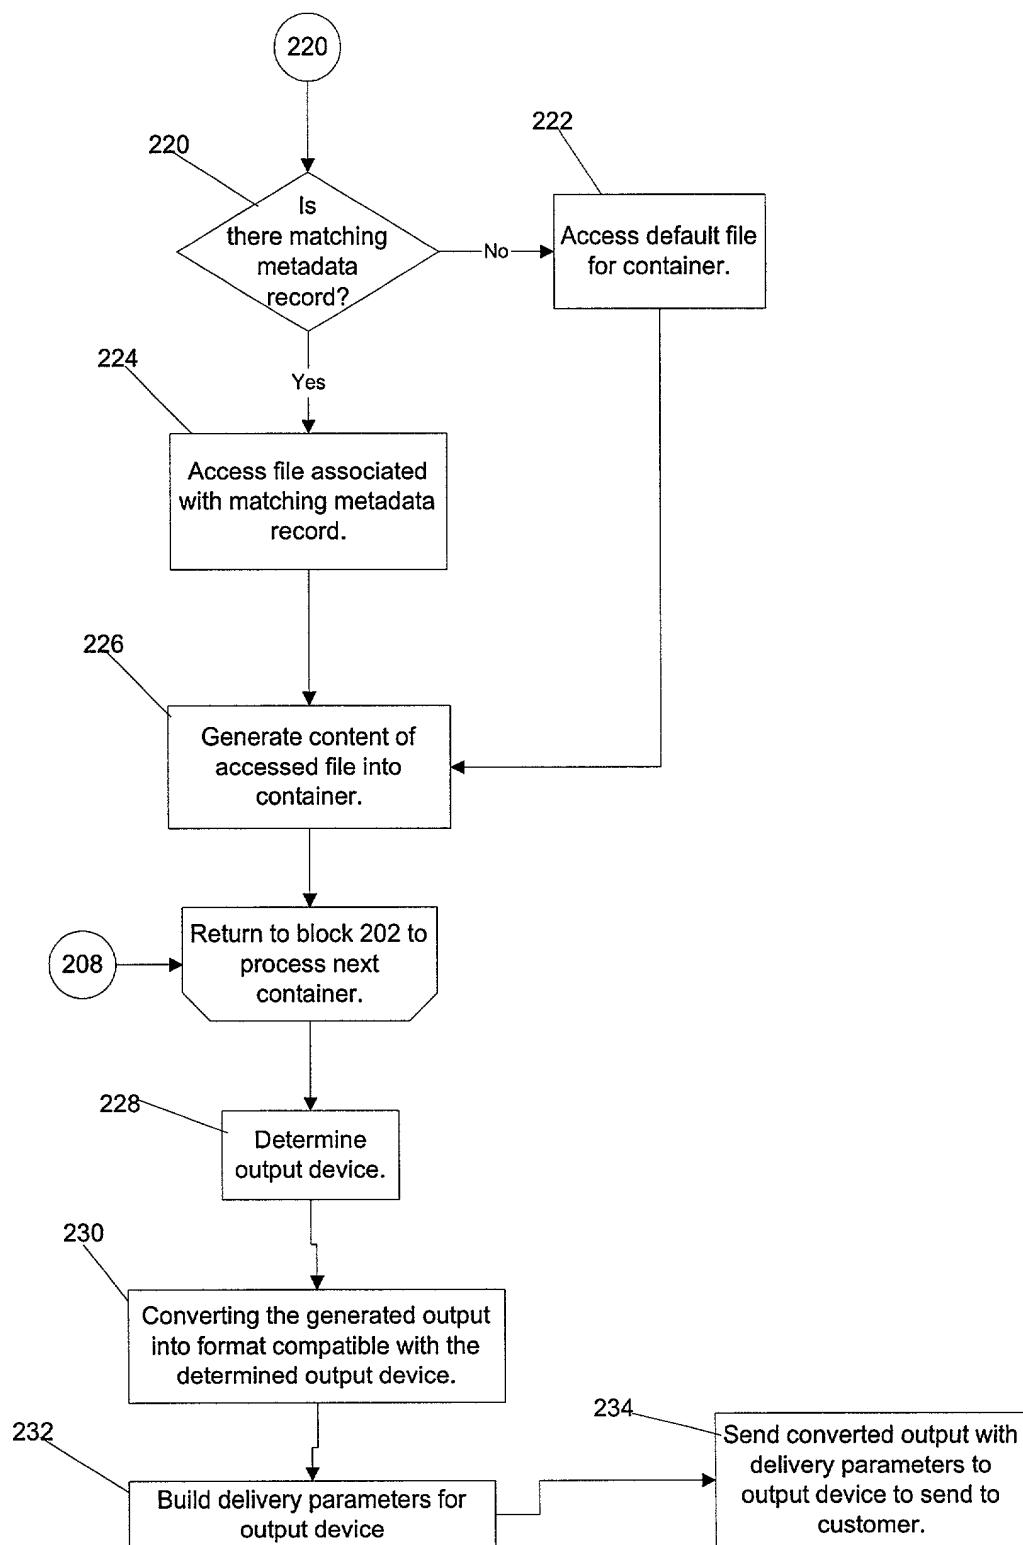 220
220
Is
there matching
metadata
record?
No
222
Access default file
for container.
Yes
224
Access file associated
with matching metadata
record.
226
Generate content of
accessed file into
container.
208
Return to block 202 to
process next
container.
228
Determine
output device.
230
Converting the generated output
into format compatible with the
determined output device.
232
Build delivery parameters for
output device
234
Send converted output with
delivery parameters to
output device to send to
customer.